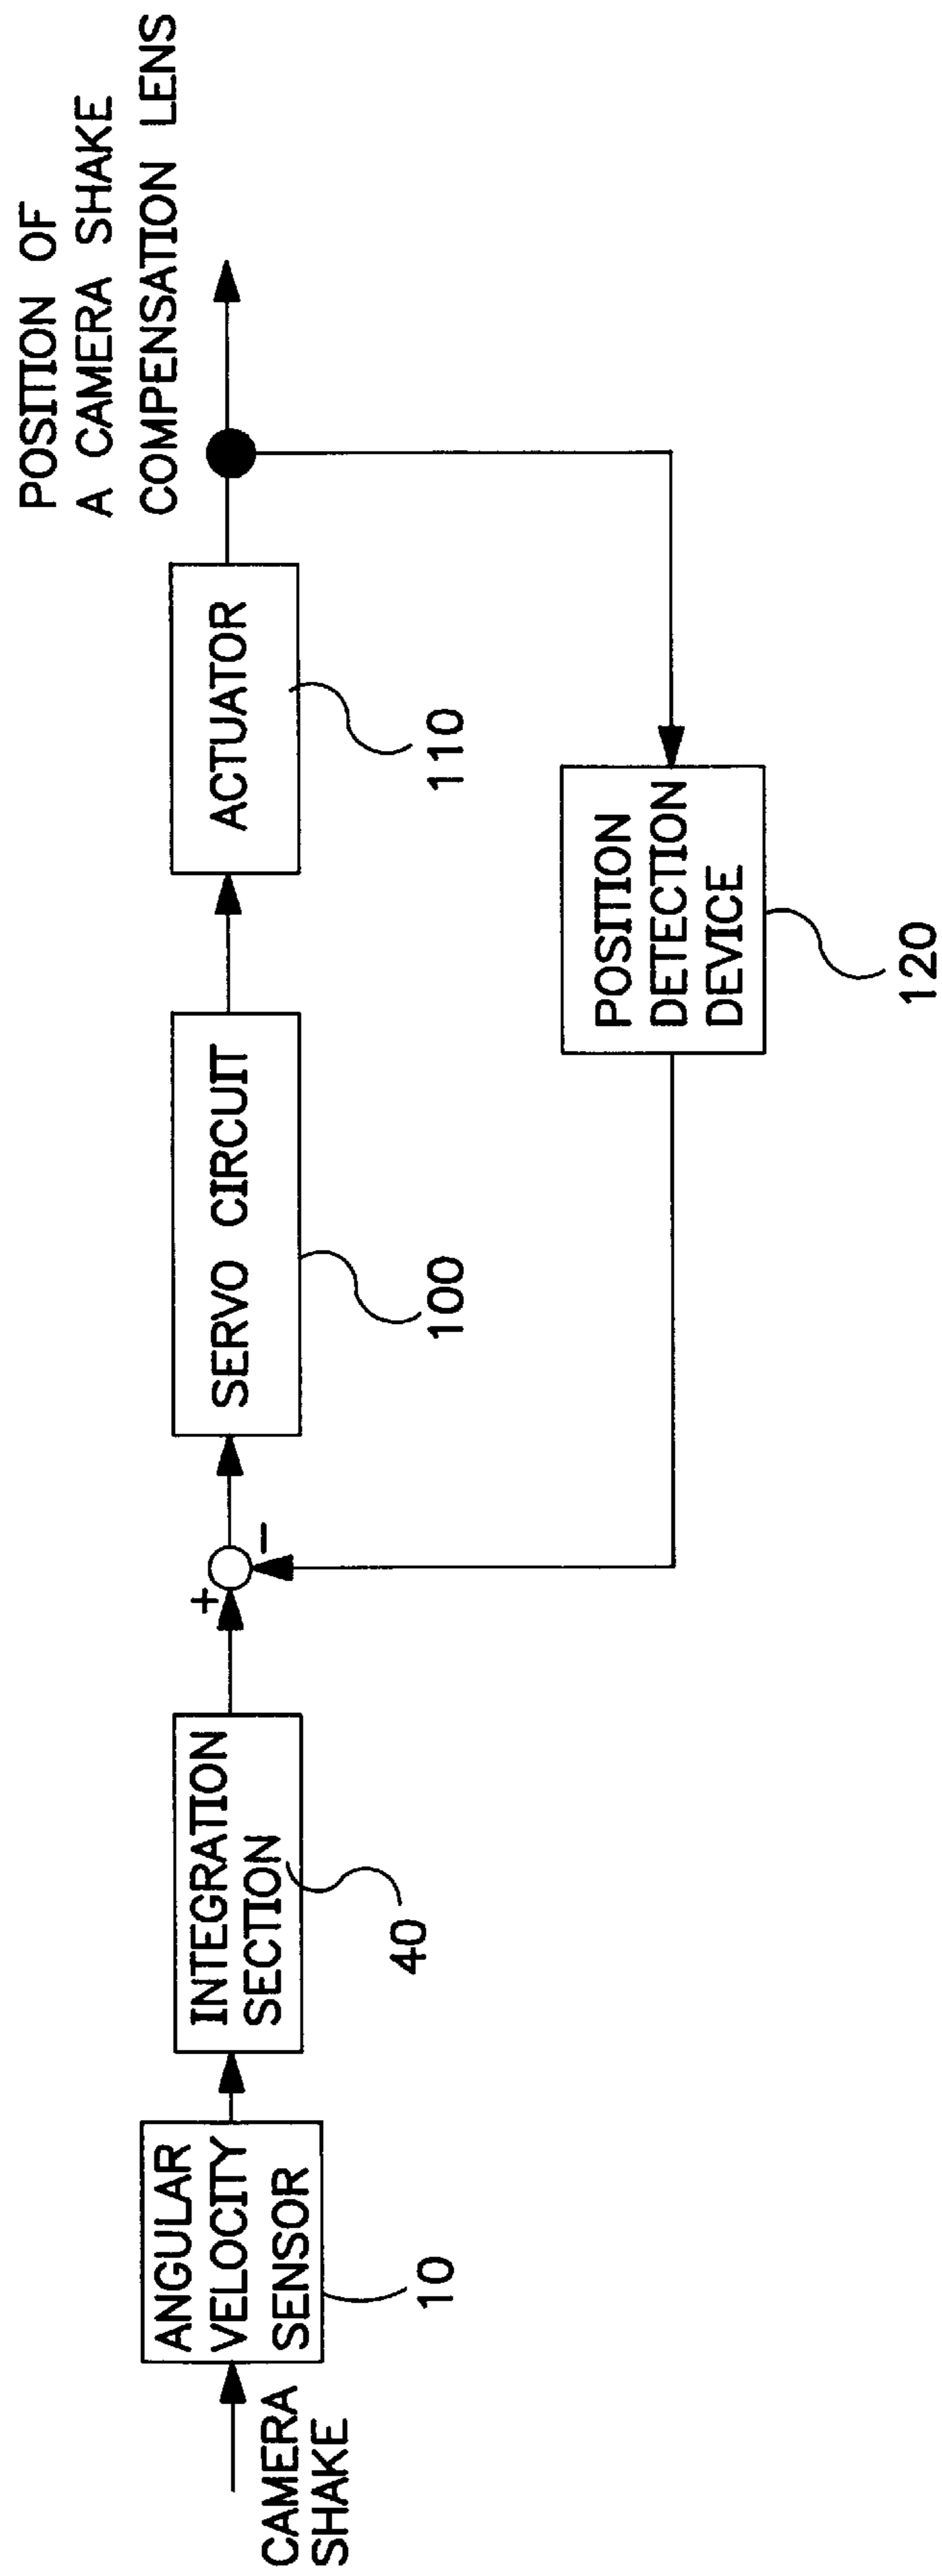 CAMERA
SHAKE
ANGULAR
VELOCITY
SENSOR
10
INTEGRATION
SECTION
40
+
−
SERVO CIRCUIT
100
ACTUATOR
110
POSITION OF
A CAMERA SHAKE
COMPENSATION LENS
POSITION
DETECTION
DEVICE
120